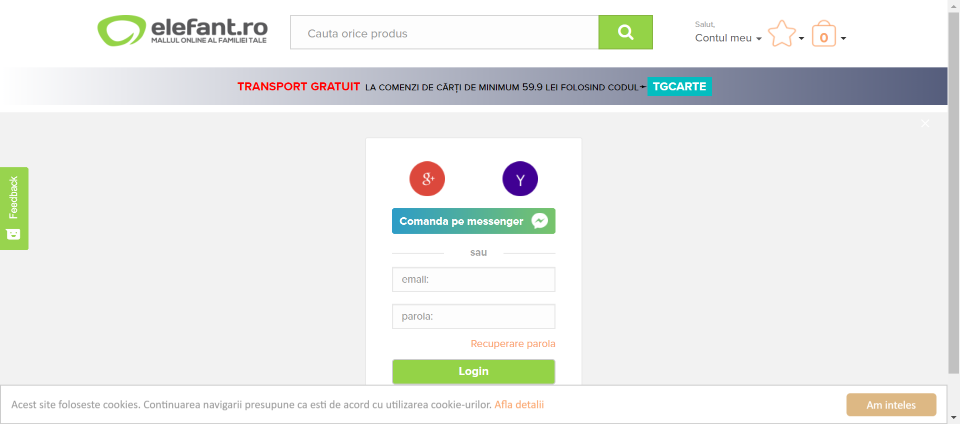 elefant.ro
MALLUL ONLINE AL FAMILIEI TALE
Cauta orice produs
Salut,
Contul meu
0
TRANSPORT GRATUIT LA COMENZI DE CĂRȚI DE MINIMUM 59.9 LEI FOLOSIND CODUL TGCARTE
Feedback
g+ Y
Comanda pe messenger
sau
email:
parola:
Recuperare parola
Login
Acest site foloseste cookies. Continuarea navigarii presupune ca esti de acord cu utilizarea cookie-urilor. Afla detalii
Am inteles